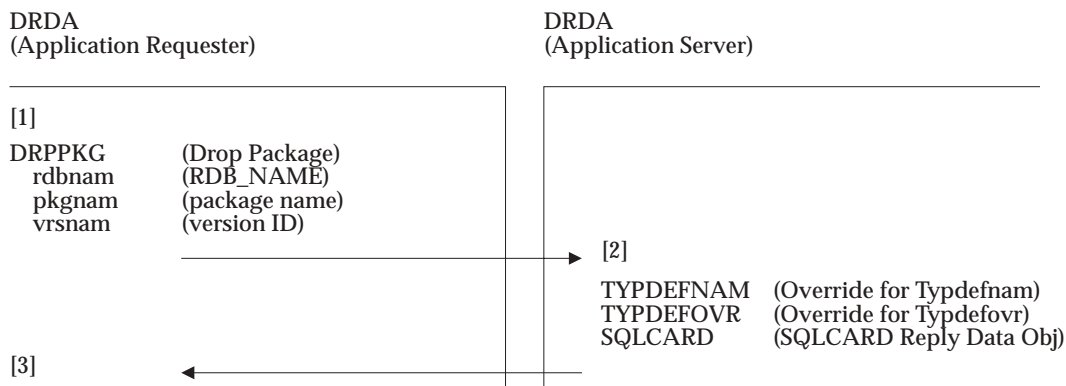 DRDA
(Application Requester)
DRDA
(Application Server)
[1]
DRPPKG (Drop Package)
rdbnam (RDB_NAME)
pkgnam (package name)
vrsnam (version ID)
[2]
TYPDEFNAM (Override for Typdefnam)
TYPDEFOVR (Override for Typdefovr)
SQLCARD (SQLCARD Reply Data Obj)
[3]